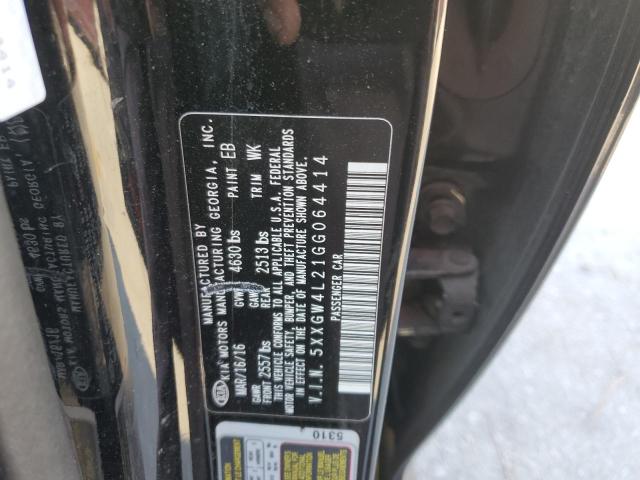 MANUFACTURED BY
KIA KIA MOTORS MANUFACTURING GEORGIA, INC.
MAR/16/16 GVWR 4630 lbs PAINT EB
GAWR FRONT 2557 lbs GAWR REAR 2513 lbs TRIM WK
THIS VEHICLE CONFORMS TO ALL APPLICABLE U.S.A. FEDERAL
MOTOR VEHICLE SAFETY, BUMPER, AND THEFT PREVENTION STANDARDS
IN EFFECT ON THE DATE OF MANUFACTURE SHOWN ABOVE.
V.I.N. 5XXGW4L21GG064414
PASSENGER CAR
5310